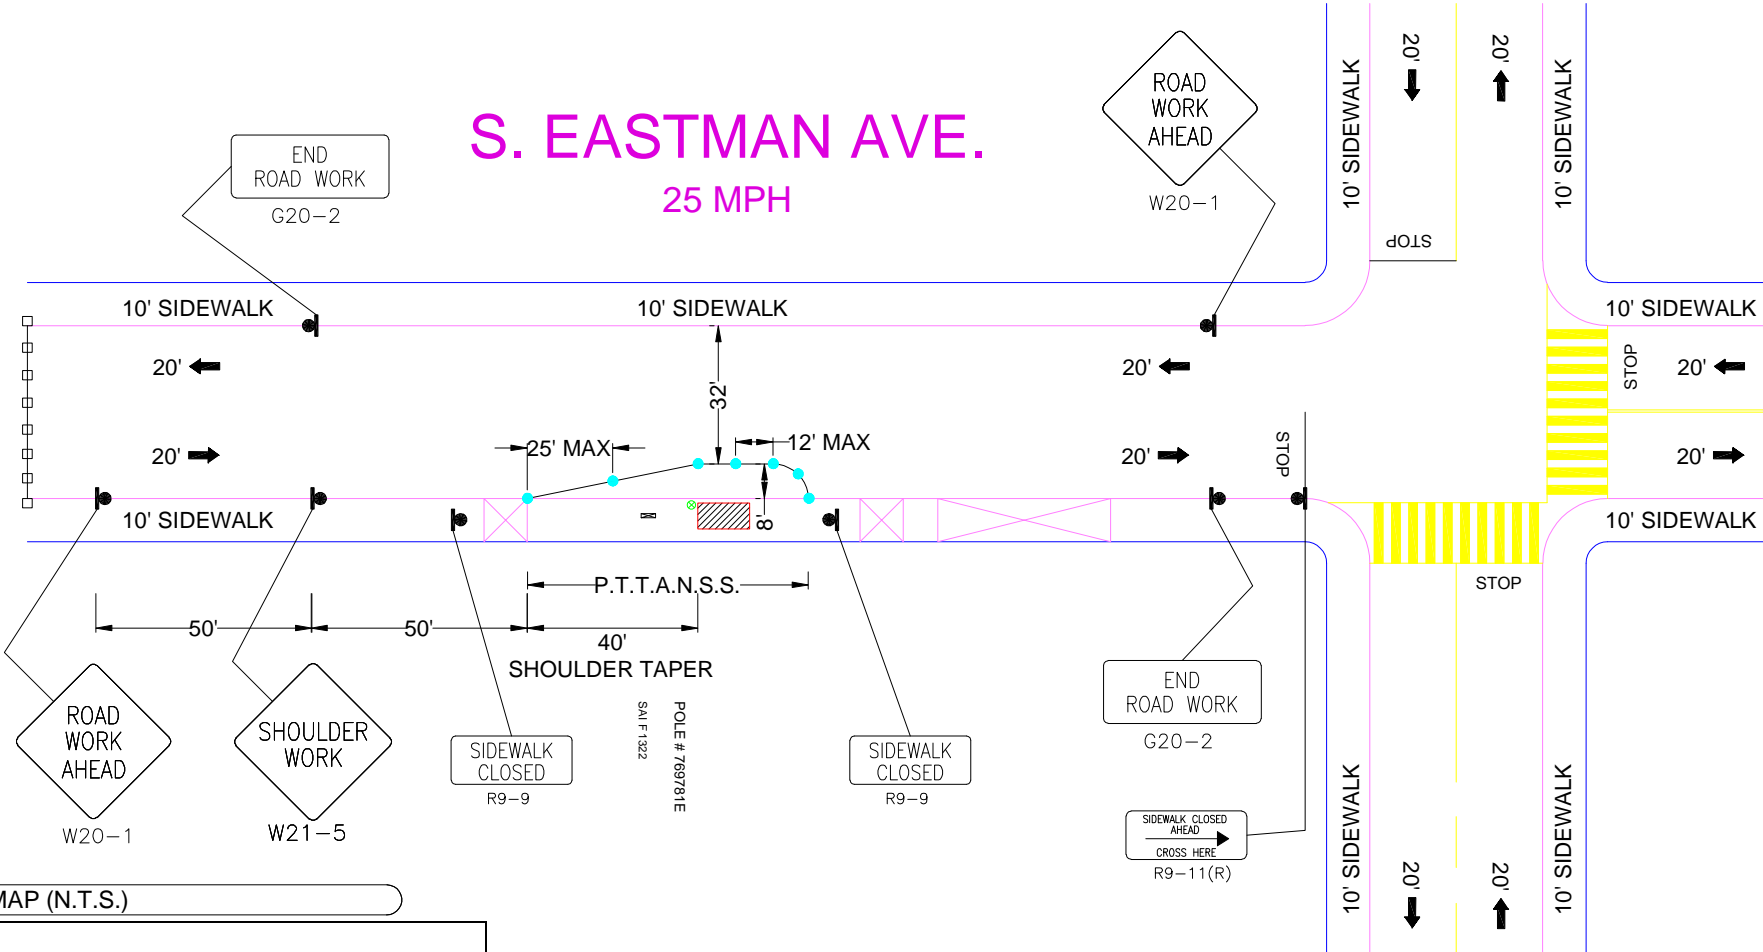 S. EASTMAN AVE.
25 MPH
END
ROAD WORK
G20-2
ROAD
WORK
AHEAD
W20-1
20'
20'
10' SIDEWALK
10' SIDEWALK
STOP
10' SIDEWALK
10' SIDEWALK
10' SIDEWALK
20'
32'
20'
STOP
20'
20'
25' MAX
12' MAX
20'
STOP
20'
10' SIDEWALK
8'
10' SIDEWALK
P.T.T.A.N.S.S.
STOP
50'
50'
40'
SHOULDER TAPER
ROAD
WORK
AHEAD
W20-1
SHOULDER
WORK
W21-5
SIDEWALK
CLOSED
R9-9
SAI F1322
POLE # 769781E
SIDEWALK
CLOSED
R9-9
END
ROAD WORK
G20-2
SIDEWALK CLOSED
AHEAD
CROSS HERE
R9-11(R)
10' SIDEWALK
20'
20'
10' SIDEWALK
MAP (N.T.S.)